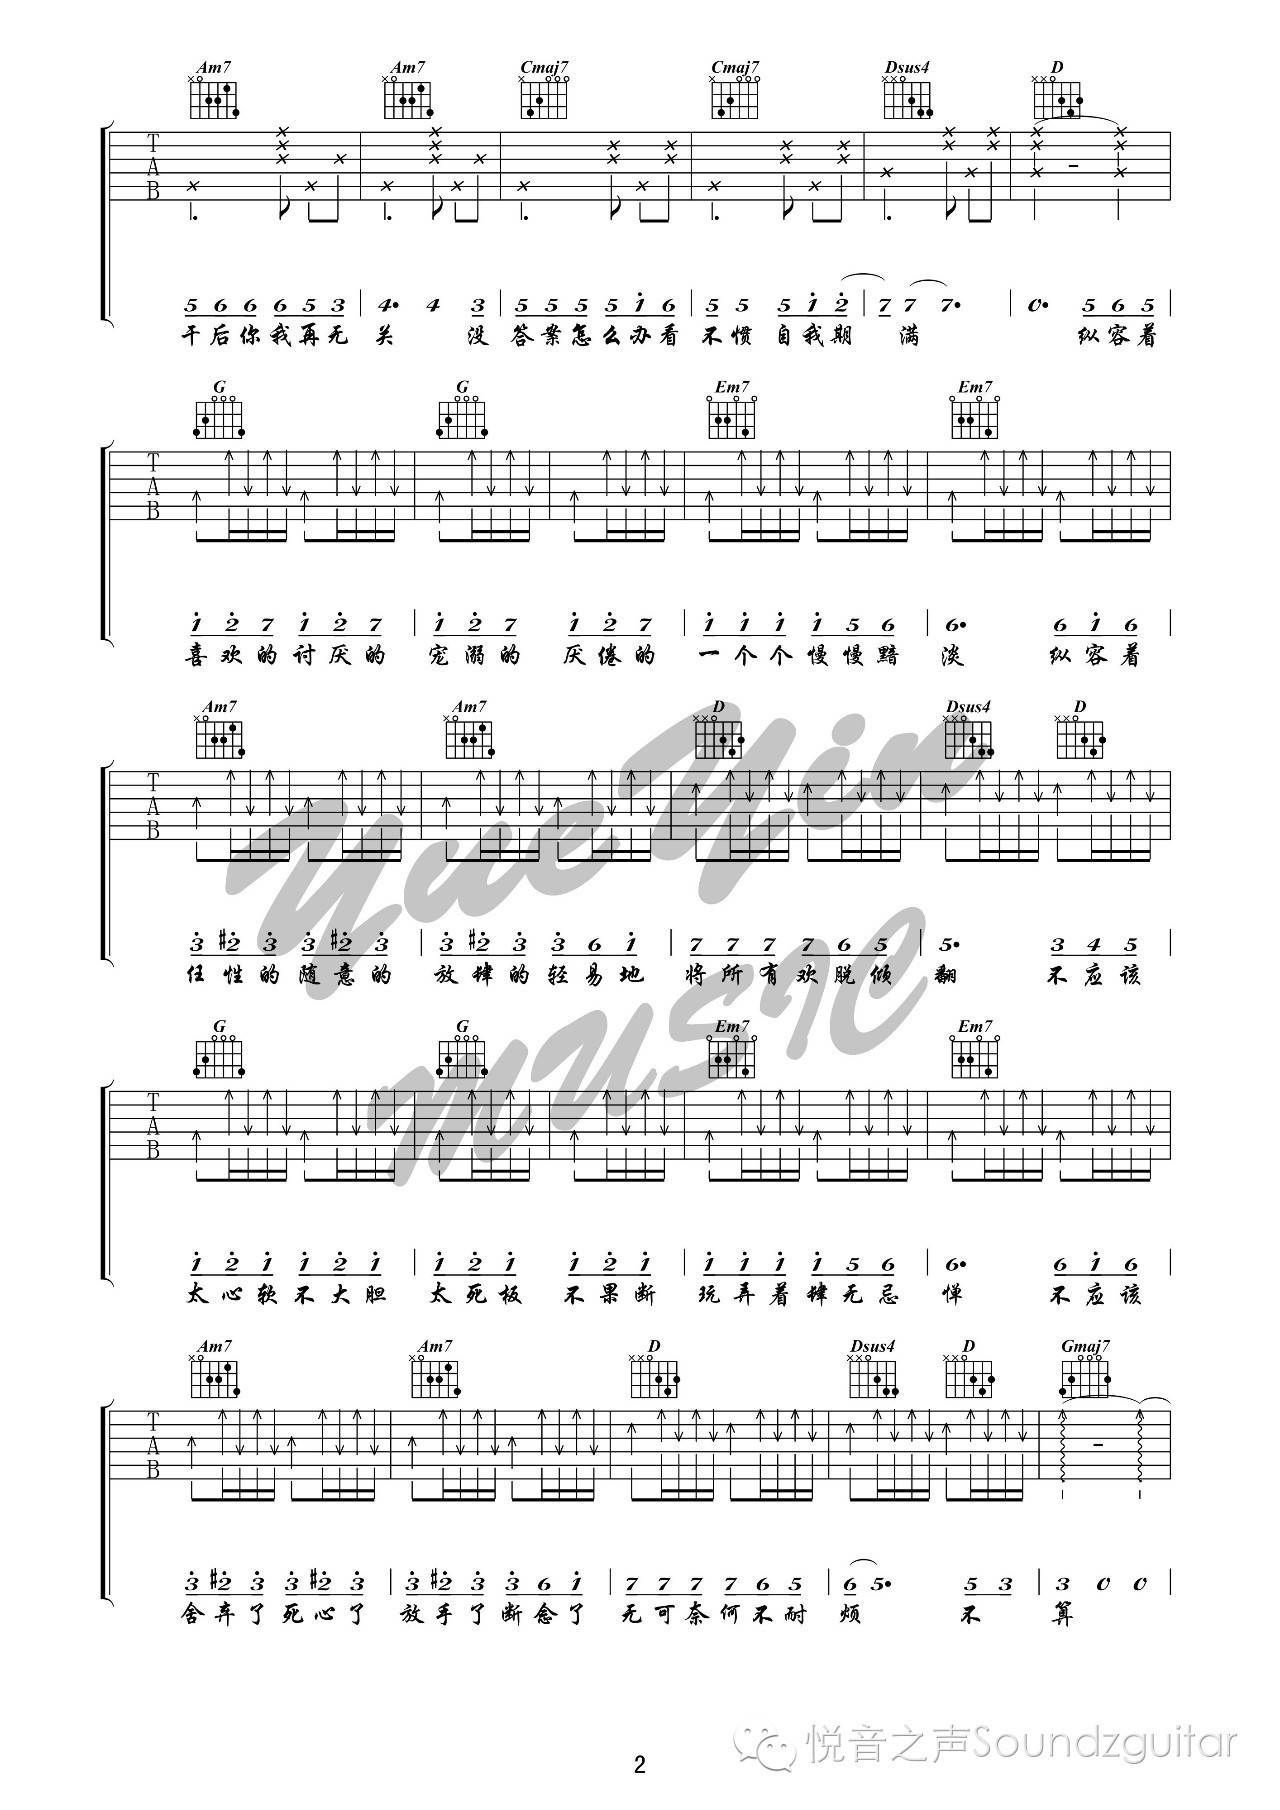 Am7 Am7 Cmaj7 Cmaj7 Dsus4 D
T
A
B
5 6 6 6 5 3 4· 4 3 5 5 5 5 1 6 5 5 5 1 2 7 7 7· 0· 5 6 5
干后你我再无关 没答案怎么办看不惯自我期满 纵容着
G G Em7 Em7
T
A
B
1 2 7 1 2 7 1 2 7 1 2 7 1 1 1 1 5 6 6· 6 1 6
喜欢的讨厌的宠溺的厌倦的一个个慢慢黯淡 纵容着
Am7 Am7 D Dsus4 D
T
A
B
3 #2 3 3 #2 3 3 #2 3 3 6 1 7 7 7 7 6 5 5· 3 4 5
任性的随意的放肆的轻易地将所有欢脱倾翻 不应该
G G Em7 Em7
T
A
B
1 2 1 1 2 1 1 2 1 1 2 1 1 1 1 1 5 6 6· 6 1 6
太心软不大胆太死板不果断玩弄着肆无忌惮 不应该
Am7 Am7 D Dsus4 D Gmaj7
T
A
B
3 #2 3 3 #2 3 3 #2 3 3 6 1 7 7 7 7 6 5 6 5· 5 3 3 0 0
舍弃了死心了放手了断念了无可奈何不耐烦 不算
YueYin
MUSIC
悦音之声Soundzguitar
2